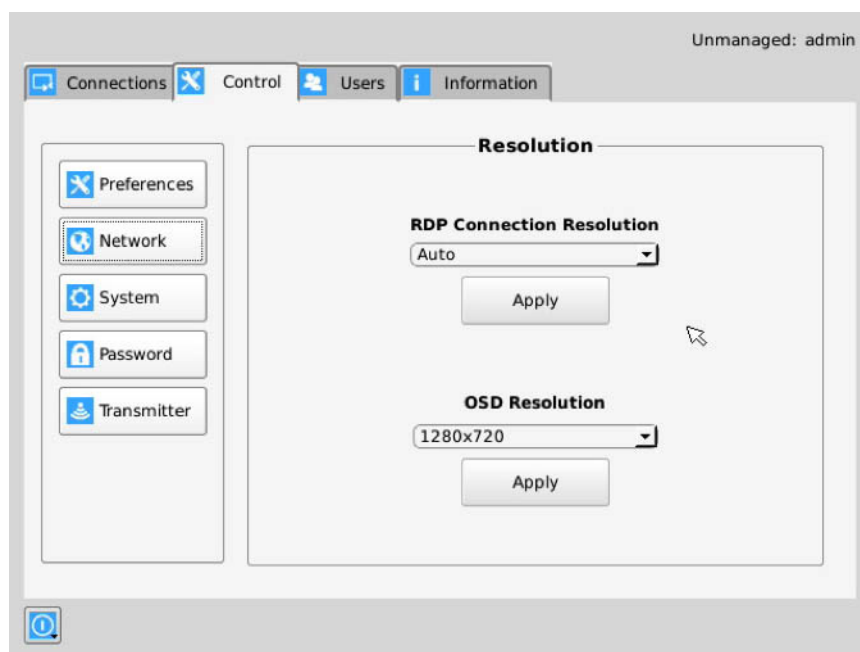 Unmanaged: admin
Connections Control Users Information
Resolution
Preferences
Network
System
Password
Transmitter
RDP Connection Resolution
Auto
Apply
OSD Resolution
1280x720
Apply